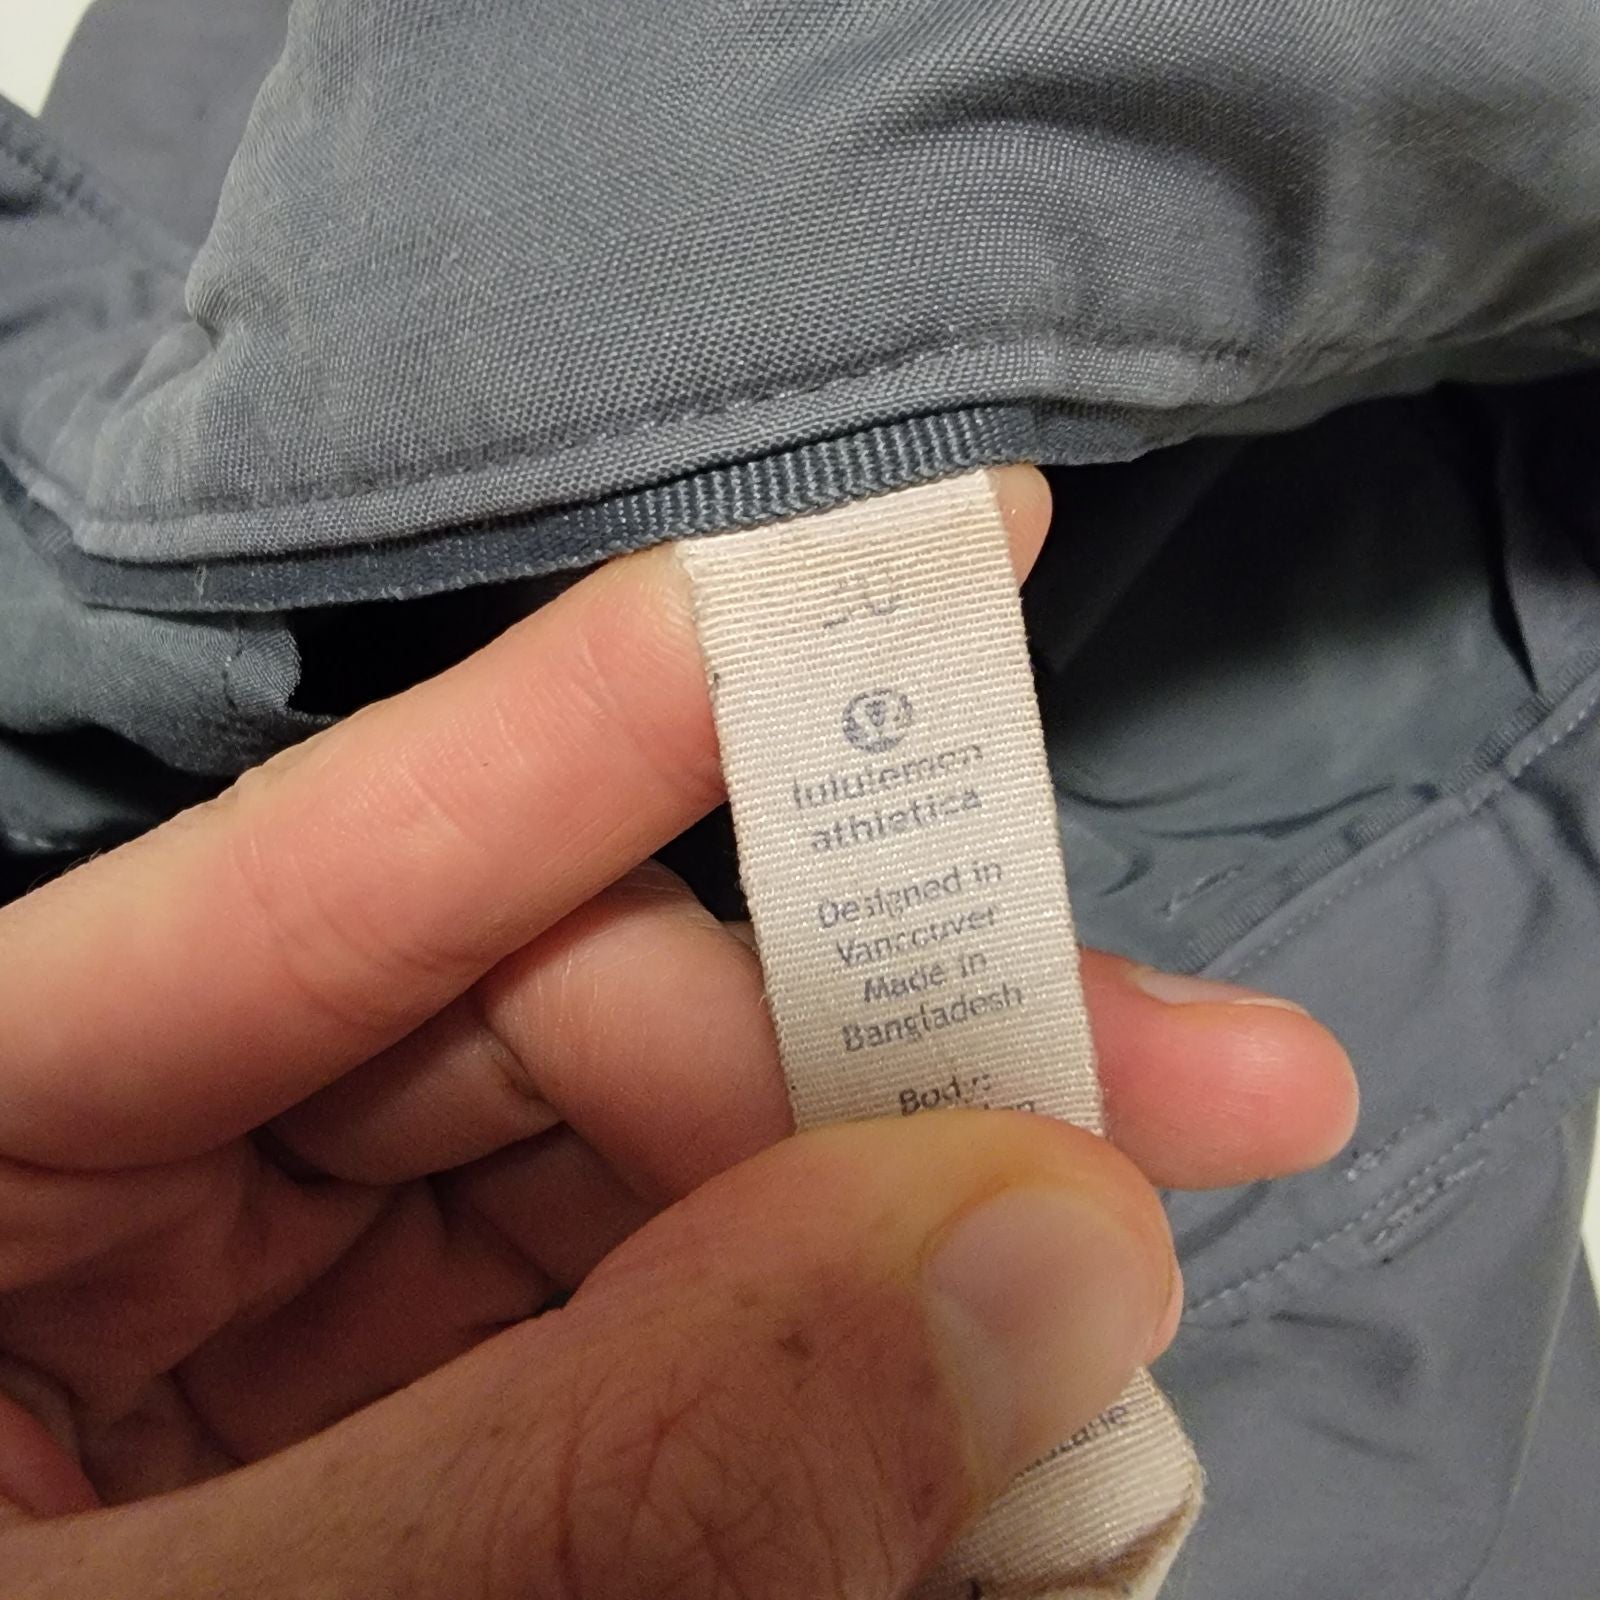 lululemon
athletica
Designed in
Vancouver
Made in
Bangladesh
Body: